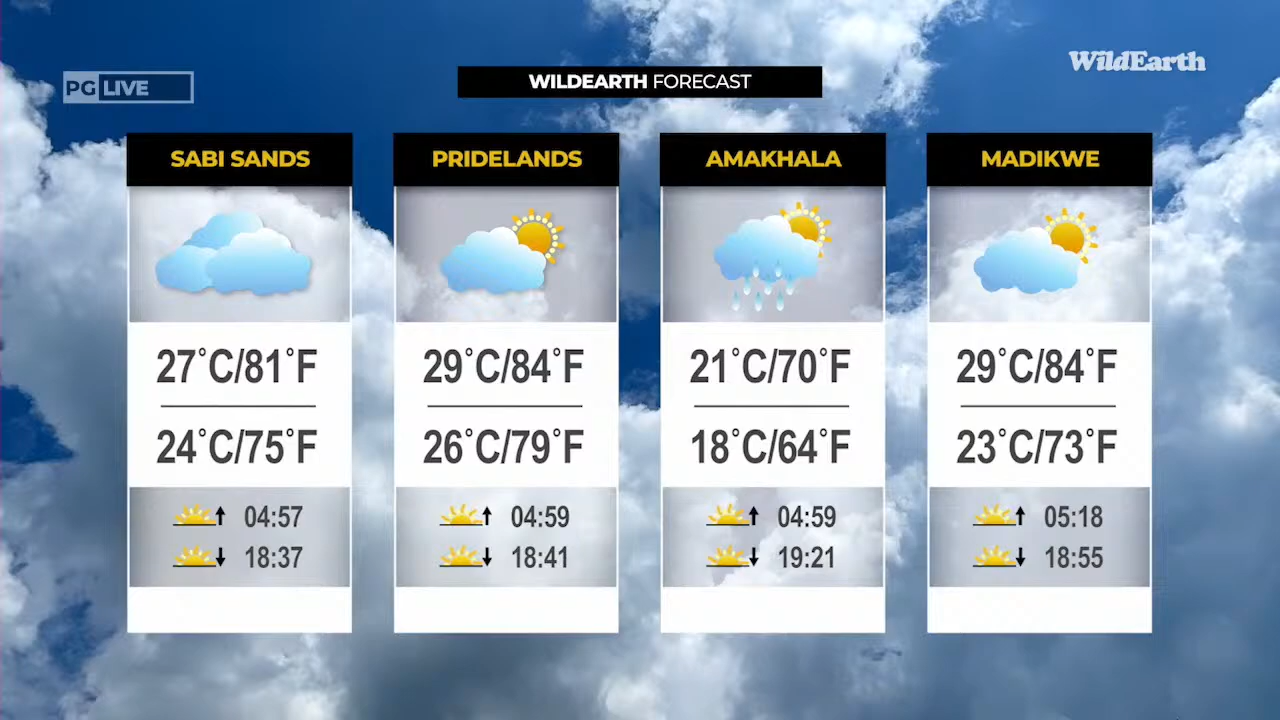 PG LIVE
WildEarth
WILDEARTH FORECAST
SABI SANDS
27°C/81°F
24°C/75°F
04:57
18:37
PRIDELANDS
29°C/84°F
26°C/79°F
04:59
18:41
AMAKHALA
21°C/70°F
18°C/64°F
04:59
19:21
MADIKWE
29°C/84°F
23°C/73°F
05:18
18:55